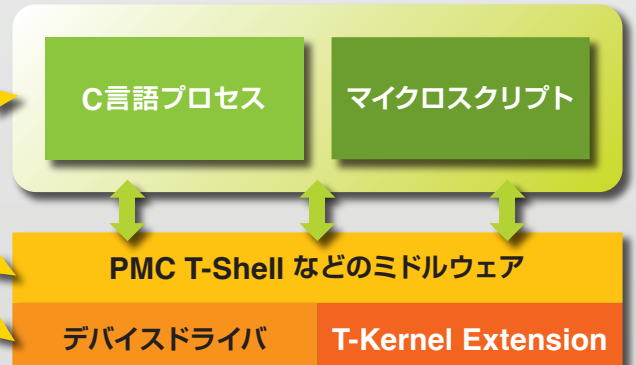 C言語プロセス
マイクロスクリプト
PMC T-Shell などのミドルウェア
デバイスドライバ
T-Kernel Extension